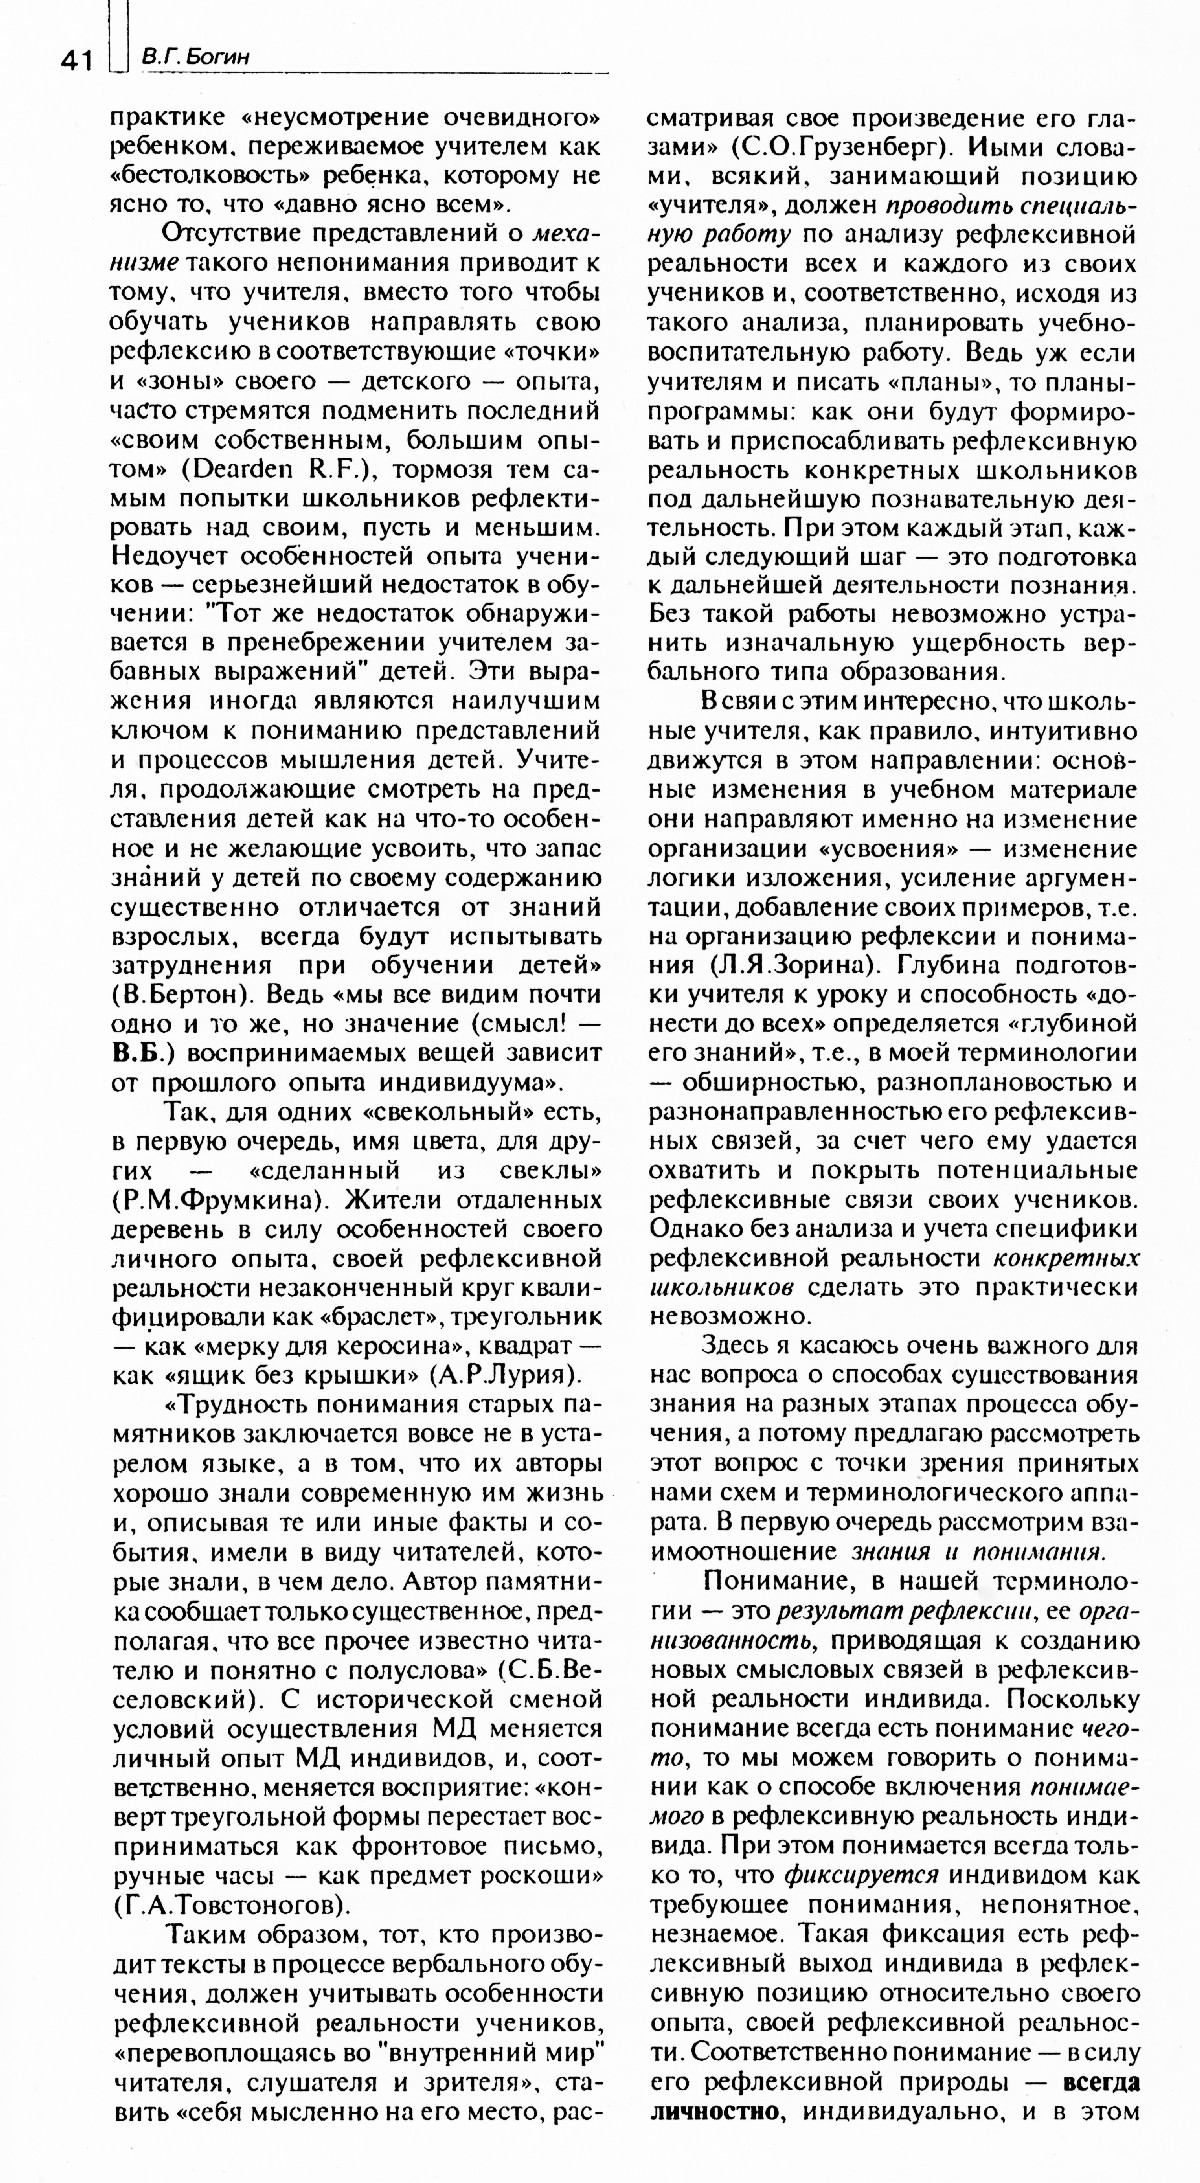 41
В.Г. Богин
практике «неусмотрение очевидного»
ребенком, переживаемое учителем как
«бестолковость» ребенка, которому не
ясно то, что «давно ясно всем».
Отсутствие представлений о меха-
низме такого непонимания приводит к
тому, что учителя, вместо того чтобы
обучать учеников направлять свою
рефлексию в соответствующие «точки»
и «зоны» своего — детского — опыта,
часто стремятся подменить последний
«своим собственным, большим опы-
том» (Dearden R.F.), тормозя тем са-
мым попытки школьников рефлекти-
ровать над своим, пусть и меньшим.
Недоучет особенностей опыта учени-
ков — серьезнейший недостаток в обу-
чении: "Тот же недостаток обнаружи-
вается в пренебрежении учителем за-
бавных выражений" детей. Эти выра-
жения иногда являются наилучшим
ключом к пониманию представлений
и процессов мышления детей. Учите-
ля, продолжающие смотреть на пред-
ставления детей как на что-то особен-
ное и не желающие усвоить, что запас
знаний у детей по своему содержанию
существенно отличается от знаний
взрослых, всегда будут испытывать
затруднения при обучении детей»
(В.Бертон). Ведь «мы все видим почти
одно и то же, но значение (смысл! —
В.Б.) воспринимаемых вещей зависит
от прошлого опыта индивидуума».
Так, для одних «свекольный» есть,
в первую очередь, имя цвета, для дру-
гих — «сделанный из свеклы»
(Р.М.Фрумкина). Жители отдаленных
деревень в силу особенностей своего
личного опыта, своей рефлексивной
реальности незаконченный круг квали-
фицировали как «браслет», треугольник
— как «мерку для керосина», квадрат —
как «ящик без крышки» (А.Р.Лурия).
«Трудность понимания старых па-
мятников заключается вовсе не в уста-
релом языке, а в том, что их авторы
хорошо знали современную им жизнь
и, описывая те или иные факты и со-
бытия, имели в виду читателей, кото-
рые знали, в чем дело. Автор памятни-
ка сообщает только существенное, пред-
полагая, что все прочее известно чита-
телю и понятно с полуслова» (С.Б.Ве-
селовский). С исторической сменой
условий осуществления МД меняется
личный опыт МД индивидов, и, соот-
ветственно, меняется восприятие: «кон-
верт треугольной формы перестает вос-
приниматься как фронтовое письмо,
ручные часы — как предмет роскоши»
(Г.А.Товстоногов).
Таким образом, тот, кто произво-
дит тексты в процессе вербального обу-
чения, должен учитывать особенности
рефлексивной реальности учеников,
«перевоплощаясь во "внутренний мир"
читателя, слушателя и зрителя», ста-
вить «себя мысленно на его место, рас-
сматривая свое произведение его гла-
зами» (С.О.Грузенберг). Иными слова-
ми, всякий, занимающий позицию
«учителя», должен проводить специаль-
ную работу по анализу рефлексивной
реальности всех и каждого из своих
учеников и, соответственно, исходя из
такого анализа, планировать учебно-
воспитательную работу. Ведь уж если
учителям и писать «планы», то планы-
программы: как они будут формиро-
вать и приспосабливать рефлексивную
реальность конкретных школьников
под дальнейшую познавательную дея-
тельность. При этом каждый этап, каж-
дый следующий шаг — это подготовка
к дальнейшей деятельности познания.
Без такой работы невозможно устра-
нить изначальную ущербность вер-
бального типа образования.
В свяи с этим интересно, что школь-
ные учителя, как правило, интуитивно
движутся в этом направлении: основ-
ные изменения в учебном материале
они направляют именно на изменение
организации «усвоения» — изменение
логики изложения, усиление аргумен-
тации, добавление своих примеров, т.е.
на организацию рефлексии и понима-
ния (Л.Я.Зорина). Глубина подготов-
ки учителя к уроку и способность «до-
нести до всех» определяется «глубиной
его знаний», т.е., в моей терминологии
— обширностью, разноплановостью и
разнонаправленностью его рефлексив-
ных связей, за счет чего ему удается
охватить и покрыть потенциальные
рефлексивные связи своих учеников.
Однако без анализа и учета специфики
рефлексивной реальности конкретных
школьников сделать это практически
невозможно.
Здесь я касаюсь очень важного для
нас вопроса о способах существования
знания на разных этапах процесса обу-
чения, а потому предлагаю рассмотреть
этот вопрос с точки зрения принятых
нами схем и терминологического аппа-
рата. В первую очередь рассмотрим вза-
имоотношение знания и понимания.
Понимание, в нашей терминоло-
гии — это результат рефлексии, ее орга-
низованность, приводящая к созданию
новых смысловых связей в рефлексив-
ной реальности индивида. Поскольку
понимание всегда есть понимание чего-
то, то мы можем говорить о понима-
нии как о способе включения понимае-
мого в рефлексивную реальность инди-
вида. При этом понимается всегда толь-
ко то, что фиксируется индивидом как
требующее понимания, непонятное,
незнаемое. Такая фиксация есть реф-
лексивный выход индивида в рефлек-
сивную позицию относительно своего
опыта, своей рефлексивной реальнос-
ти. Соответственно понимание — в силу
его рефлексивной природы — всегда
личностно, индивидуально, и в этом